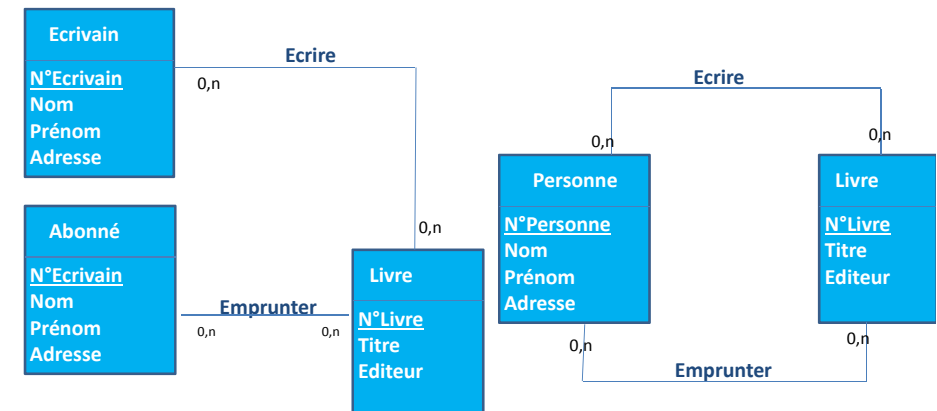 Ecrivain
N°Ecrivain
Nom
Prénom
Adresse
Ecrire
0,n
0,n
Abonné
N°Ecrivain
Nom
Prénom
Adresse
Emprunter
0,n
0,n
Livre
N°Livre
Titre
Editeur
Ecrire
0,n
0,n
Personne
N°Personne
Nom
Prénom
Adresse
Livre
N°Livre
Titre
Editeur
0,n
0,n
Emprunter